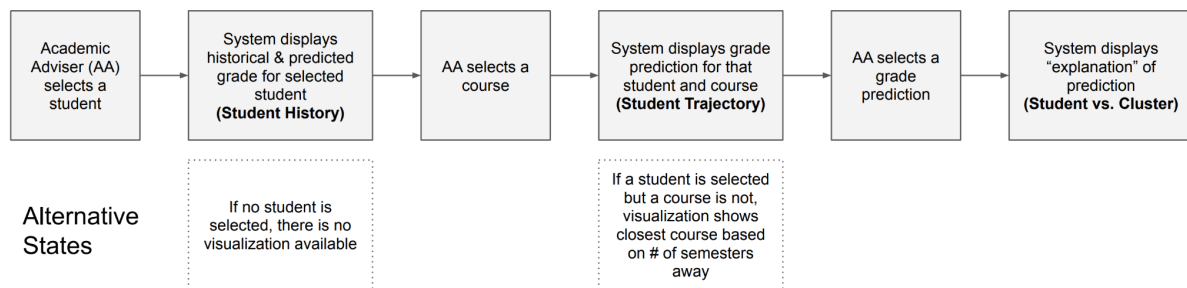 Academic
Adviser (AA)
selects a
student
System displays
historical & predicted
grade for selected
student
(Student History)
AA selects a
course
System displays grade
prediction for that
student and course
(Student Trajectory)
AA selects a
grade
prediction
System displays
“explanation” of
prediction
(Student vs. Cluster)
Alternative
States
If no student is
selected, there is no
visualization available
If a student is selected
but a course is not,
visualization shows
closest course based
on # of semesters
away